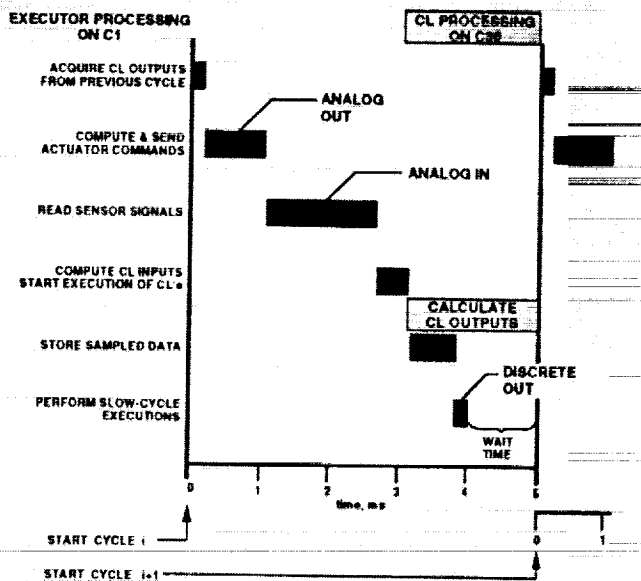 EXECUTOR PROCESSING
ON C1
CL PROCESSING
ON
ACQUIRE CL OUTPUTS
FROM PREVIOUS CYCLE
ANALOG
OUT
COMPUTE & SEND
ACTUATOR COMMANDS
ANALOG IN
READ SENSOR SIGNALS
COMPUTE CL INPUTS
START EXECUTION OF CL's
CALCULATE
CL OUTPUTS
STORE SAMPLED DATA
DISCRETE
OUT
PERFORM SLOW-CYCLE
EXECUTIONS
WAIT
TIME
0 1 2 3 4 5
time, ms
START CYCLE i
0 1
START CYCLE i+1